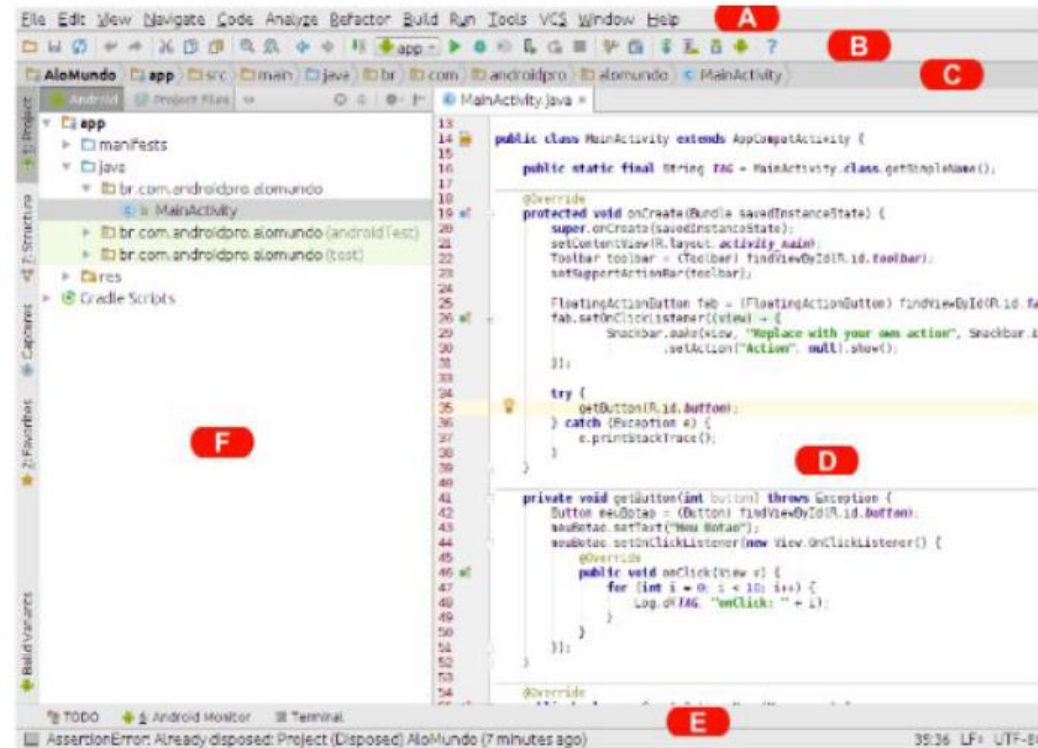 File Edit View Navigate Code Analyze Refactor Build Run Tools VCS Window Help
A
app
B
AloMundo app src main java br com androidpro alomundo MainActivity
C
Android Project Files
MainActivity.java
1: Project
7: Structure
Captures
2: Favorites
Build Variants
app
manifests
java
br.com.androidpro.alomundo
MainActivity
br.com.androidpro.alomundo (androidTest)
br.com.androidpro.alomundo (test)
res
Gradle Scripts
F
13
14 public class MainActivity extends AppCompatActivity {
15
16 public static final String TAG = MainActivity.class.getSimpleName();
17
18 @Override
19 protected void onCreate(Bundle savedInstanceState) {
20 super.onCreate(savedInstanceState);
21 setContentView(R.layout.activity_main);
22 Toolbar toolbar = (Toolbar) findViewById(R.id.toolbar);
23 setSupportActionBar(toolbar);
24
25 FloatingActionButton fab = (FloatingActionButton) findViewById(R.id.fa
26 fab.setOnClickListener((view) → {
29 Snackbar.make(view, "Replace with your own action", Snackbar.
30 .setAction("Action", null).show();
31 });
33
34 try {
35 getButton(R.id.button);
36 } catch (Exception e) {
37 e.printStackTrace();
38 }
39 }
D
40
41 private void getButton(int button) throws Exception {
42 Button meuBotao = (Button) findViewById(R.id.button);
43 meuBotao.setText("Meu Botao");
44 meuBotao.setOnClickListener(new View.OnClickListener() {
45 @Override
46 public void onClick(View v) {
47 for (int i = 0; i < 10; i++) {
48 Log.d(TAG, "onClick: " + i);
49 }
50 }
51 });
52 }
53
54 @Override
TODO 6: Android Monitor Terminal
E
AssertionError: Already disposed: Project (Disposed) AloMundo (7 minutes ago) 35:36 LF÷ UTF-8